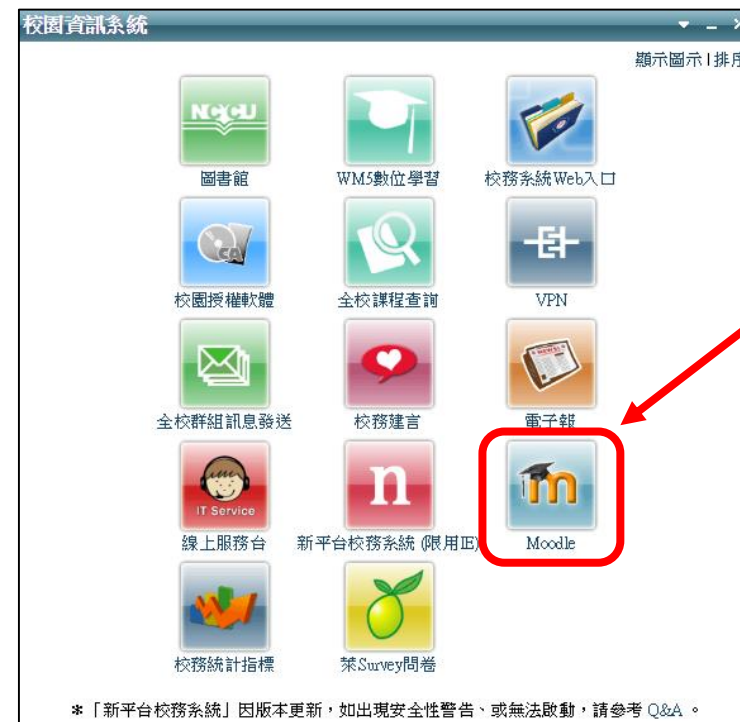 校園資訊系統
顯示圖示 | 排序
NCCU
圖書館
WM5數位學習
校務系統Web入口
CA
校園授權軟體
全校課程查詢
VPN
NEWS
全校群組訊息發送
校務建言
電子報
IT Service
n
m
線上服務台
新平台校務系統 (限用IE)
Moodle
校務統計指標
萊Survey問卷
*「新平台校務系統」因版本更新，如出現安全性警告、或無法啟動，請參考 Q&A 。